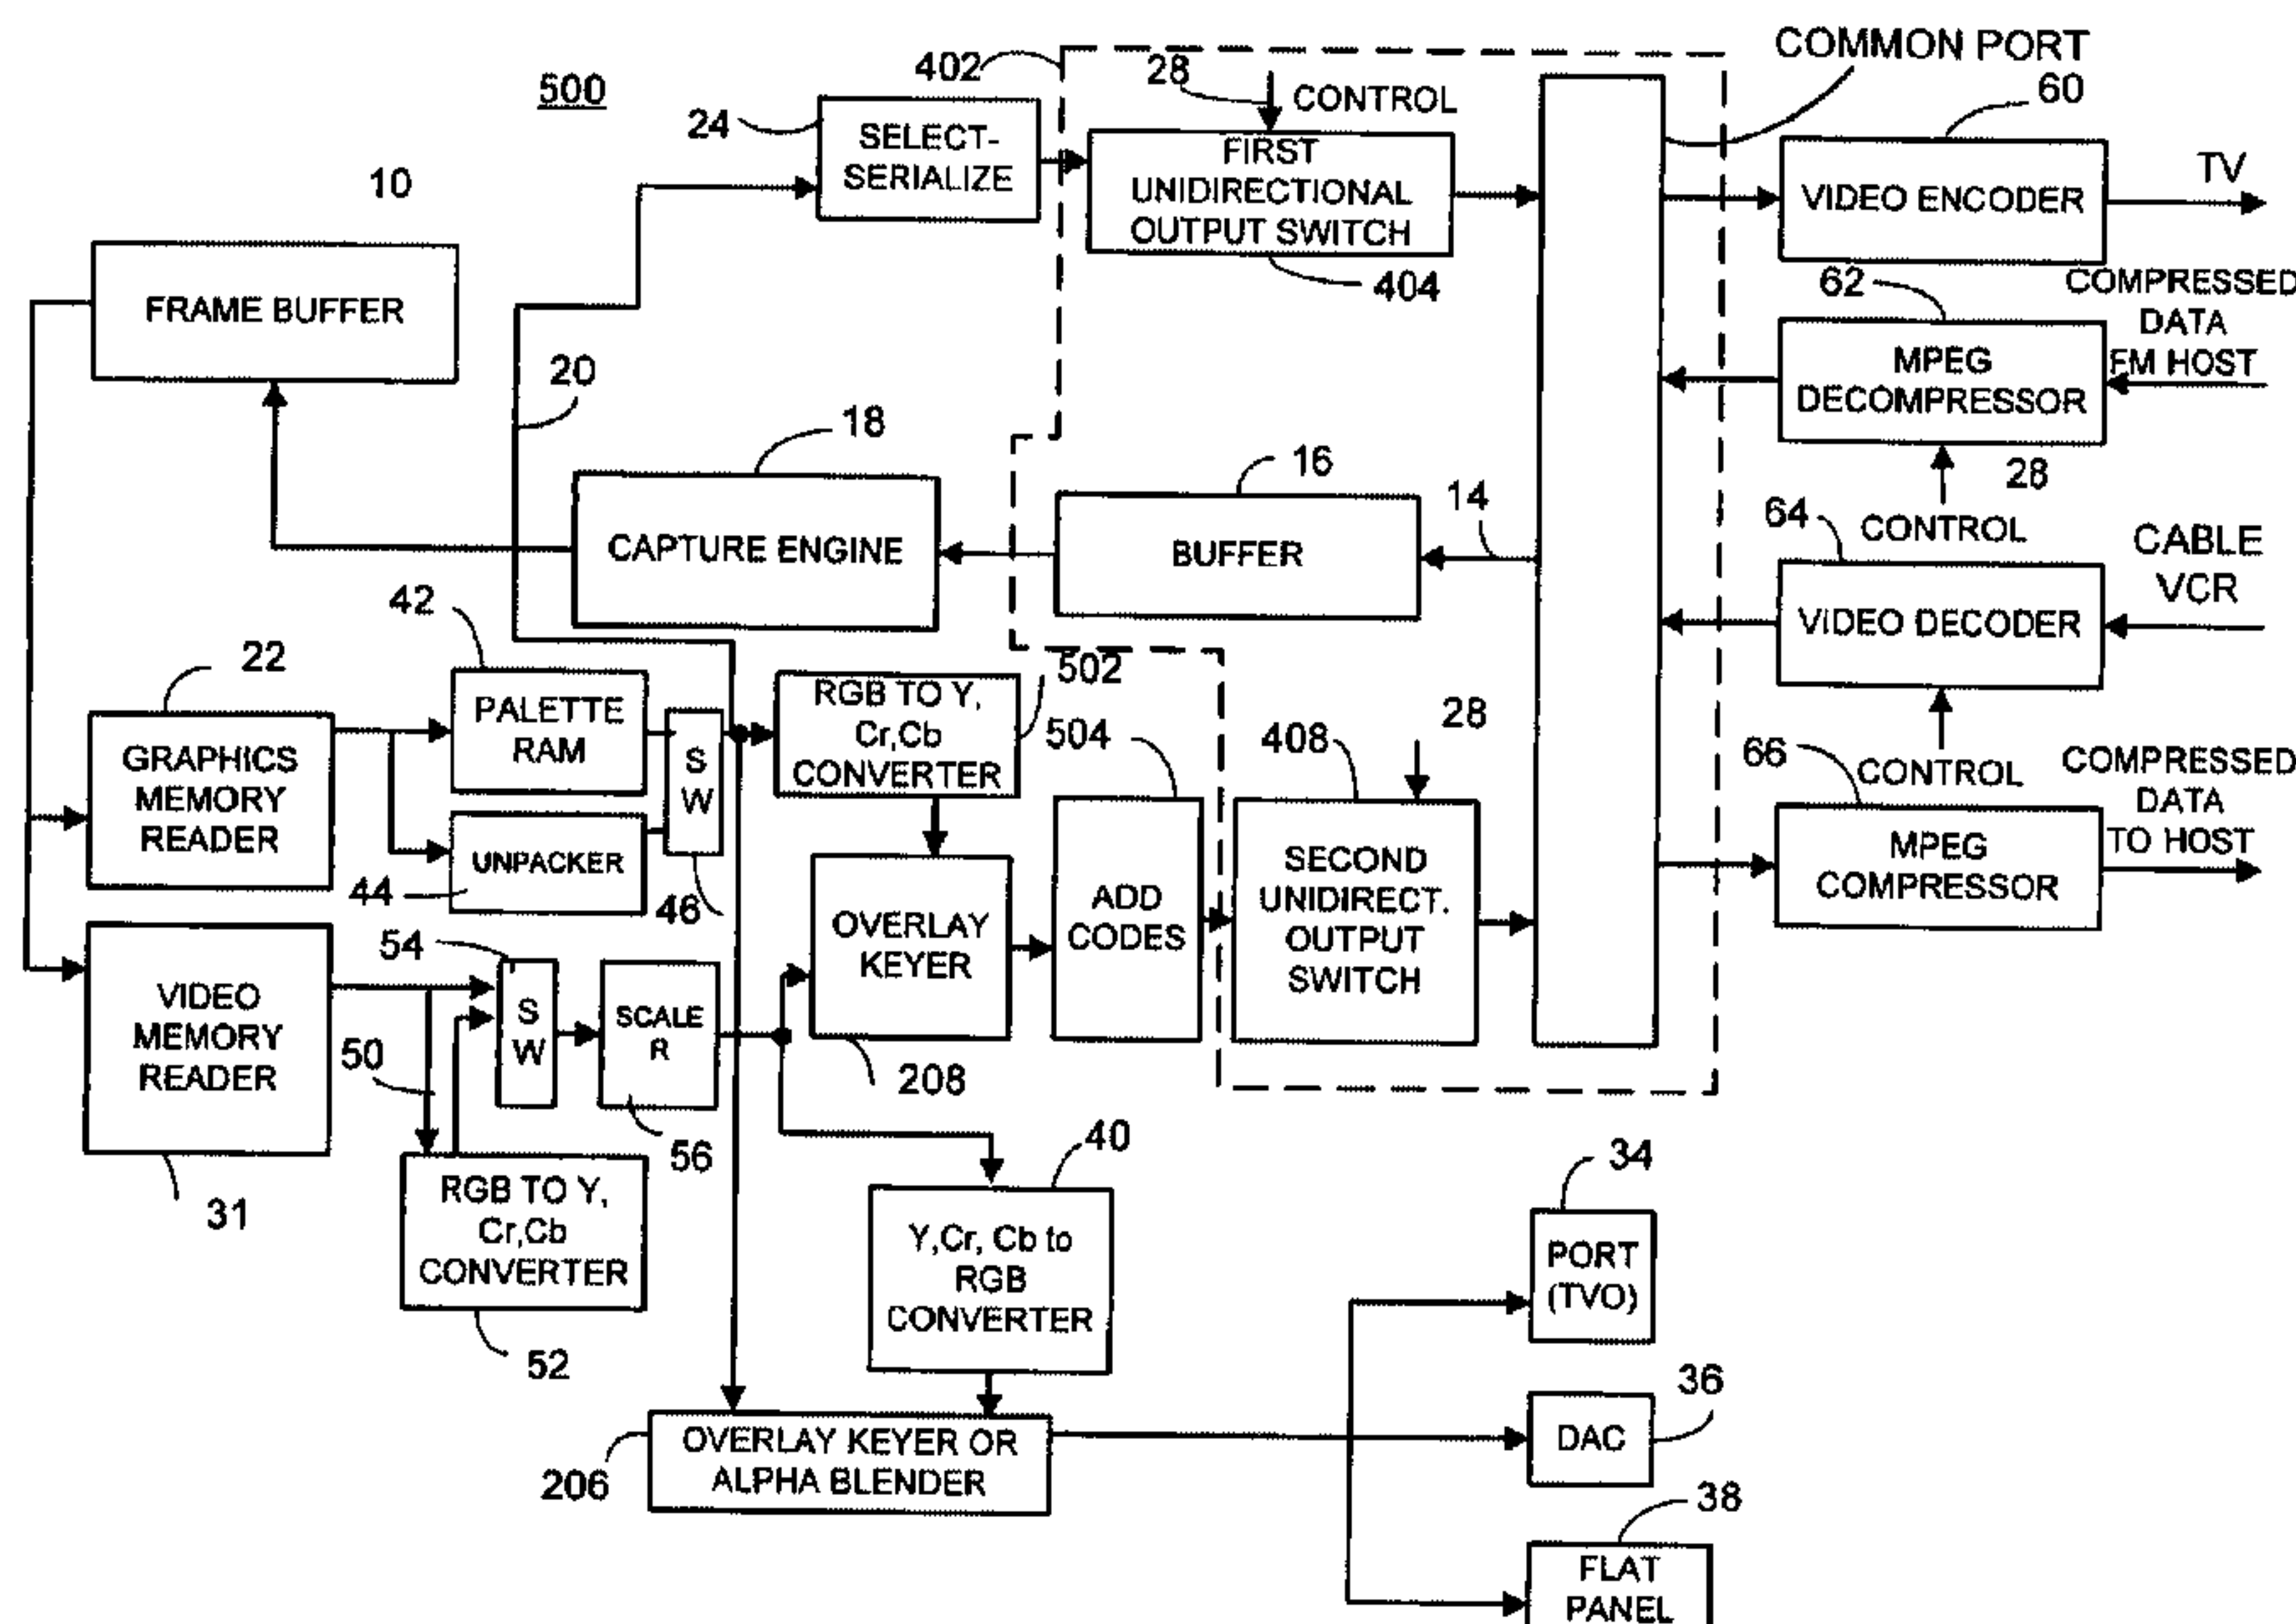 500
402
28
CONTROL
COMMON PORT
60
24
SELECT-
SERIALIZE
FIRST
UNIDIRECTIONAL
OUTPUT SWITCH
404
VIDEO ENCODER
TV
10
FRAME BUFFER
20
62
COMPRESSED
DATA
FM HOST
MPEG
DECOMPRESSOR
28
CONTROL
18
CAPTURE ENGINE
16
BUFFER
14
64
VIDEO DECODER
CABLE
VCR
CONTROL
22
GRAPHICS
MEMORY
READER
42
PALETTE
RAM
44
UNPACKER
S
W
46
RGB TO Y,
Cr,Cb
CONVERTER
502
504
ADD
CODES
408
28
SECOND
UNIDIRECT.
OUTPUT
SWITCH
66
MPEG
COMPRESSOR
COMPRESSED
DATA
TO HOST
VIDEO
MEMORY
READER
31
50
54
S
W
SCALE
R
56
OVERLAY
KEYER
208
RGB TO Y,
Cr,Cb
CONVERTER
52
40
Y,Cr, Cb to
RGB
CONVERTER
206
OVERLAY KEYER OR
ALPHA BLENDER
34
PORT
(TVO)
36
DAC
38
FLAT
PANEL